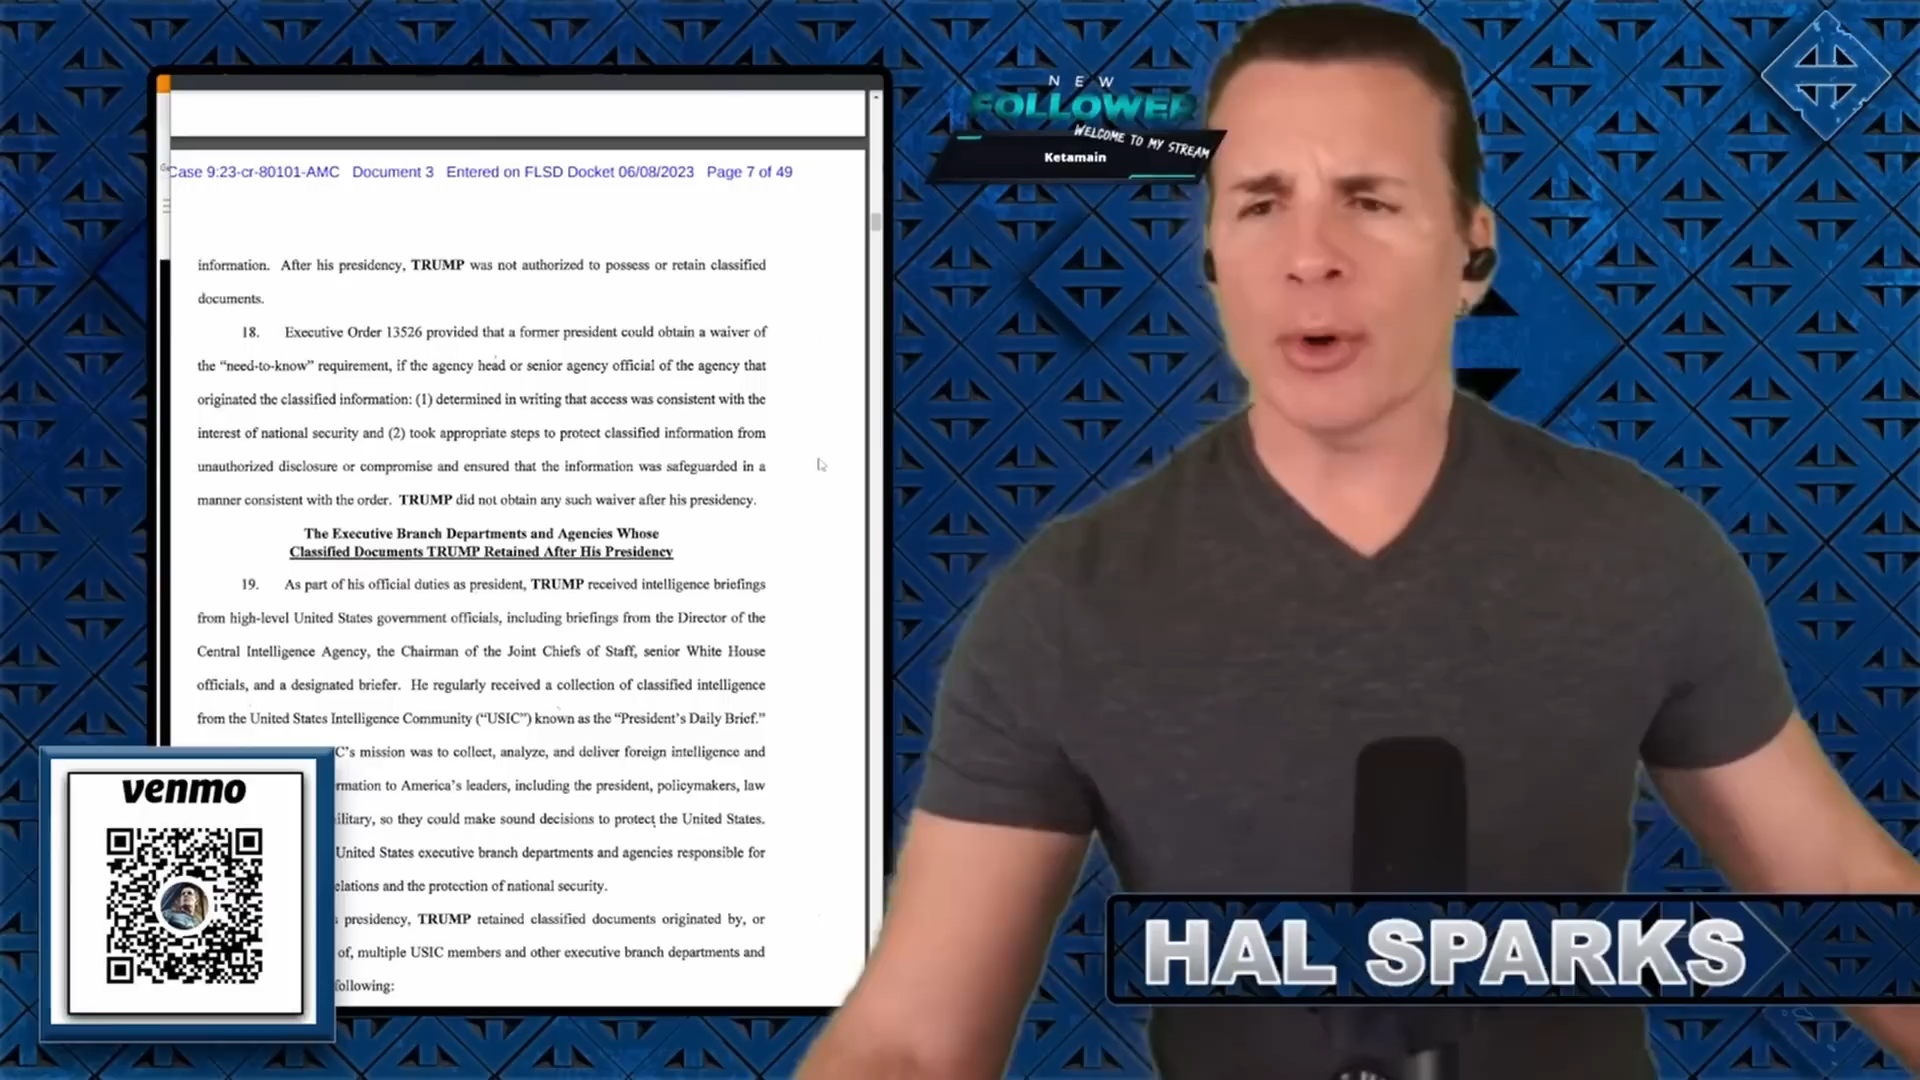 Case 9:23-cr-80101-AMC Document 3 Entered on FLSD Docket 06/08/2023 Page 7 of 49
information. After his presidency, TRUMP was not authorized to possess or retain classified
documents.
18. Executive Order 13526 provided that a former president could obtain a waiver of
the “need-to-know” requirement, if the agency head or senior agency official of the agency that
originated the classified information: (1) determined in writing that access was consistent with the
interest of national security and (2) took appropriate steps to protect classified information from
unauthorized disclosure or compromise and ensured that the information was safeguarded in a
manner consistent with the order. TRUMP did not obtain any such waiver after his presidency.
The Executive Branch Departments and Agencies Whose
Classified Documents TRUMP Retained After His Presidency
19. As part of his official duties as president, TRUMP received intelligence briefings
from high-level United States government officials, including briefings from the Director of the
Central Intelligence Agency, the Chairman of the Joint Chiefs of Staff, senior White House
officials, and a designated briefer. He regularly received a collection of classified intelligence
from the United States Intelligence Community (“USIC”) known as the “President’s Daily Brief.”
C’s mission was to collect, analyze, and deliver foreign intelligence and
rmation to America’s leaders, including the president, policymakers, law
ilitary, so they could make sound decisions to protect the United States.
United States executive branch departments and agencies responsible for
elations and the protection of national security.
presidency, TRUMP retained classified documents originated by, or
of, multiple USIC members and other executive branch departments and
following:
venmo
NEW
FOLLOWER
WELCOME TO MY STREAM
Ketamain
HAL SPARKS